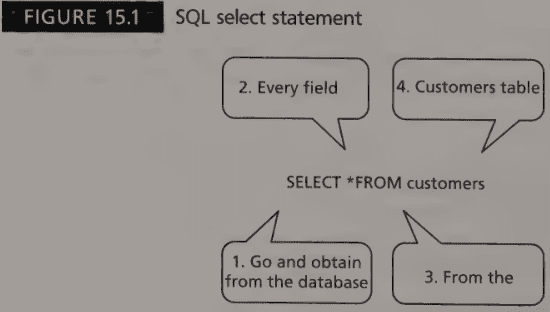 FIGURE 15.1 SQL select statement
2. Every field
4. Customers table
SELECT *FROM customers
1. Go and obtain
from the database
3. From the